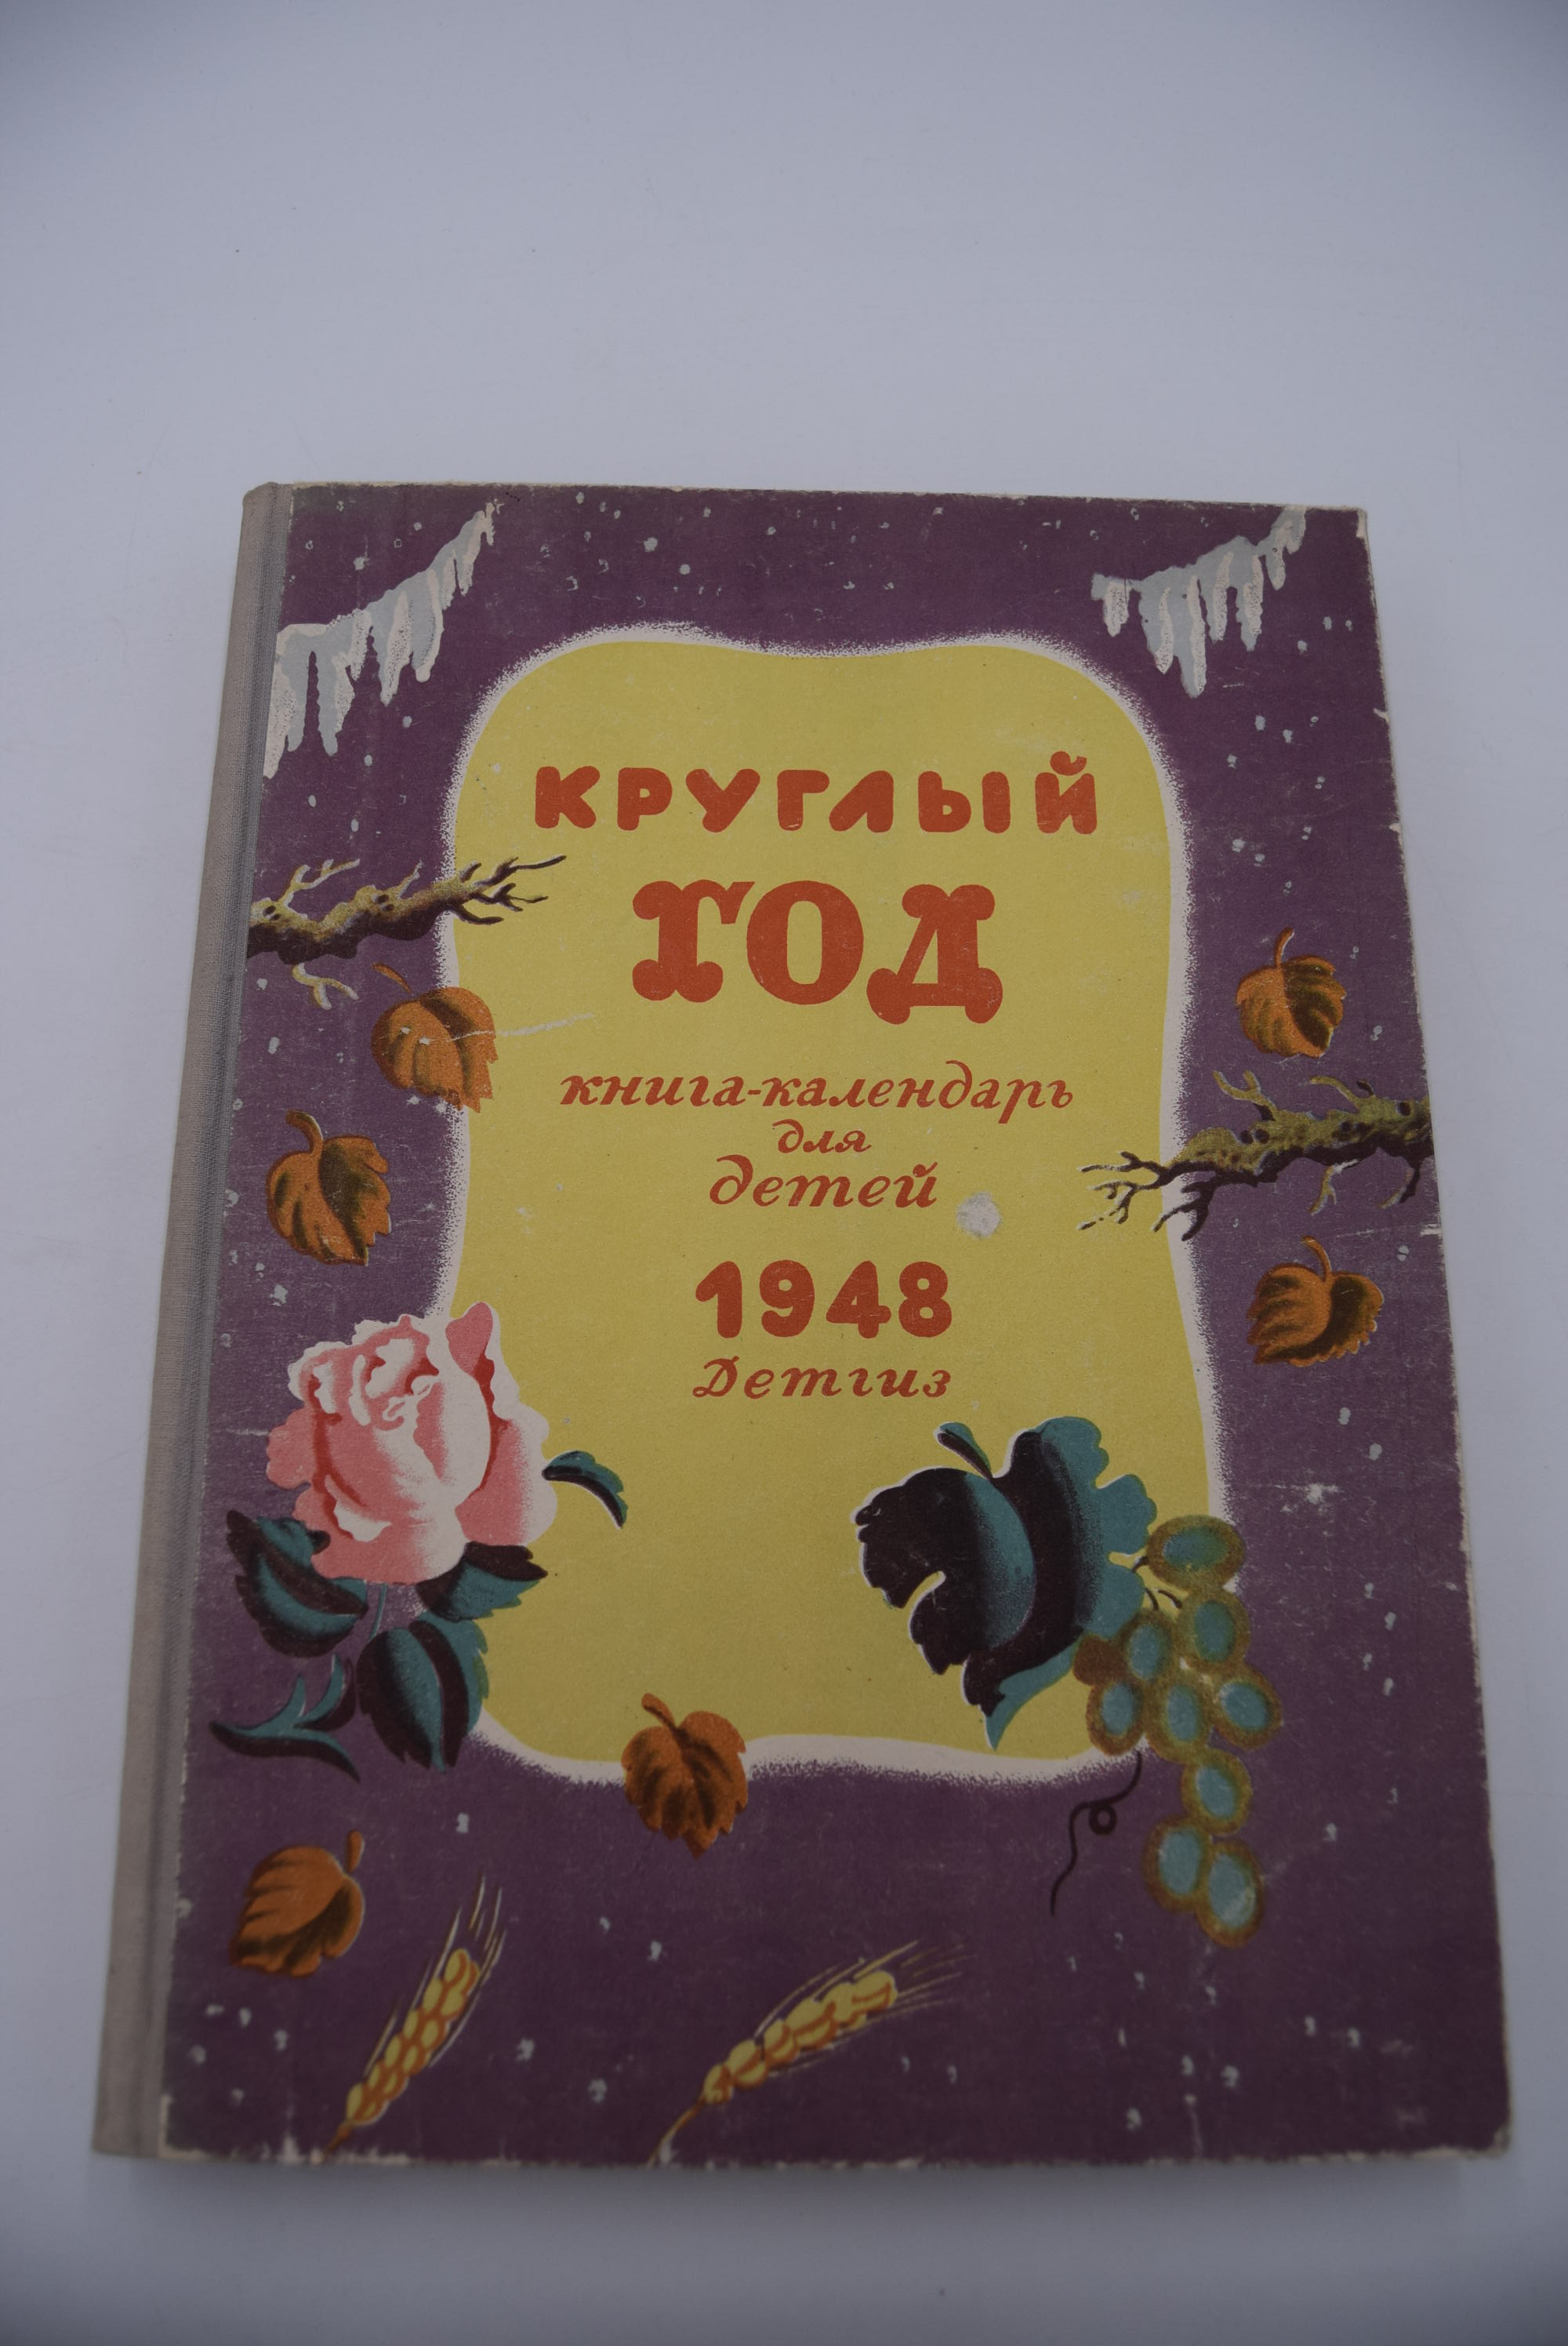 КРУГЛЫЙ
ГОД
книга-календарь
для
детей
1948
Детгиз